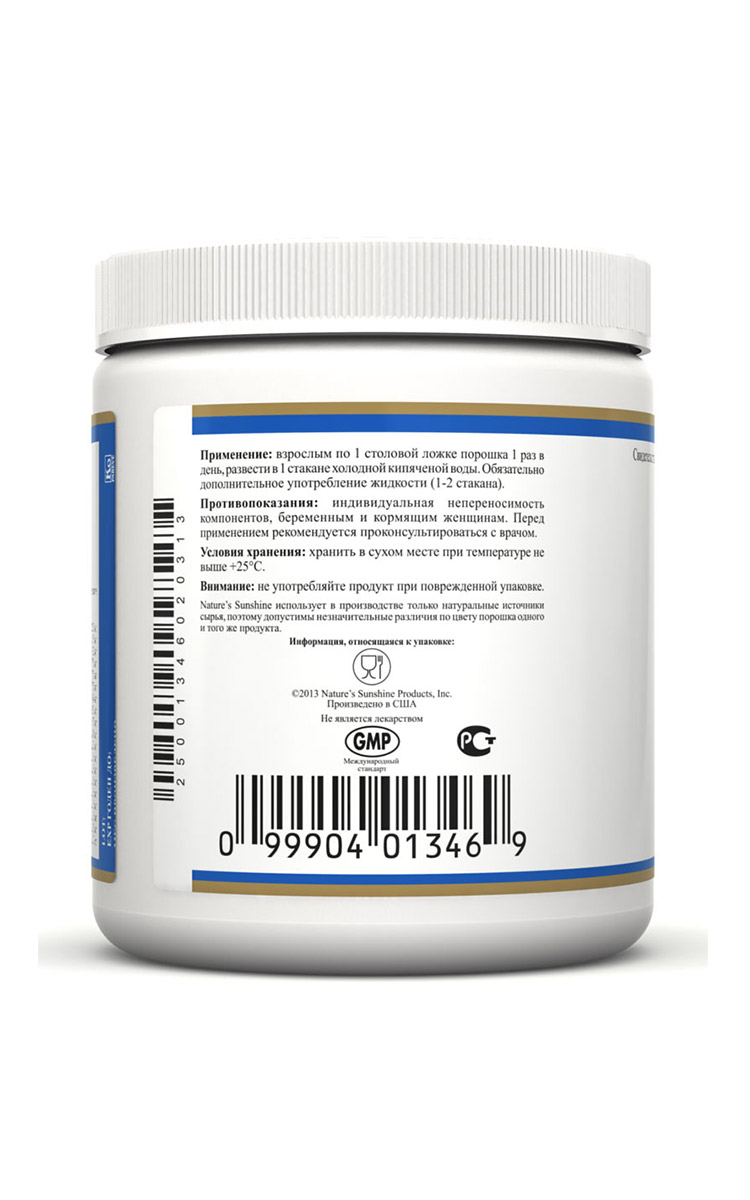 Применение: взрослым по 1 столовой ложке порошка 1 раз в
день, развести в 1 стакане холодной кипяченой воды. Обязательно
дополнительное употребление жидкости (1-2 стакана).
Противопоказания: индивидуальная непереносимость
компонентов, беременным и кормящим женщинам. Перед
применением рекомендуется проконсультироваться с врачом.
Условия хранения: хранить в сухом месте при температуре не
выше +25°С.
Внимание: не употребляйте продукт при поврежденной упаковке.
Nature's Sunshine использует в производстве только натуральные источники
сырья, поэтому допустимы незначительные различия по цвету порошка одного
и того же продукта.
Информация, относящаяся к упаковке:
©2013 Nature's Sunshine Products, Inc.
Произведено в США
Не является лекарством
GMP
Международный
стандарт
РСТ
0 99904 01346 9
25001346020313